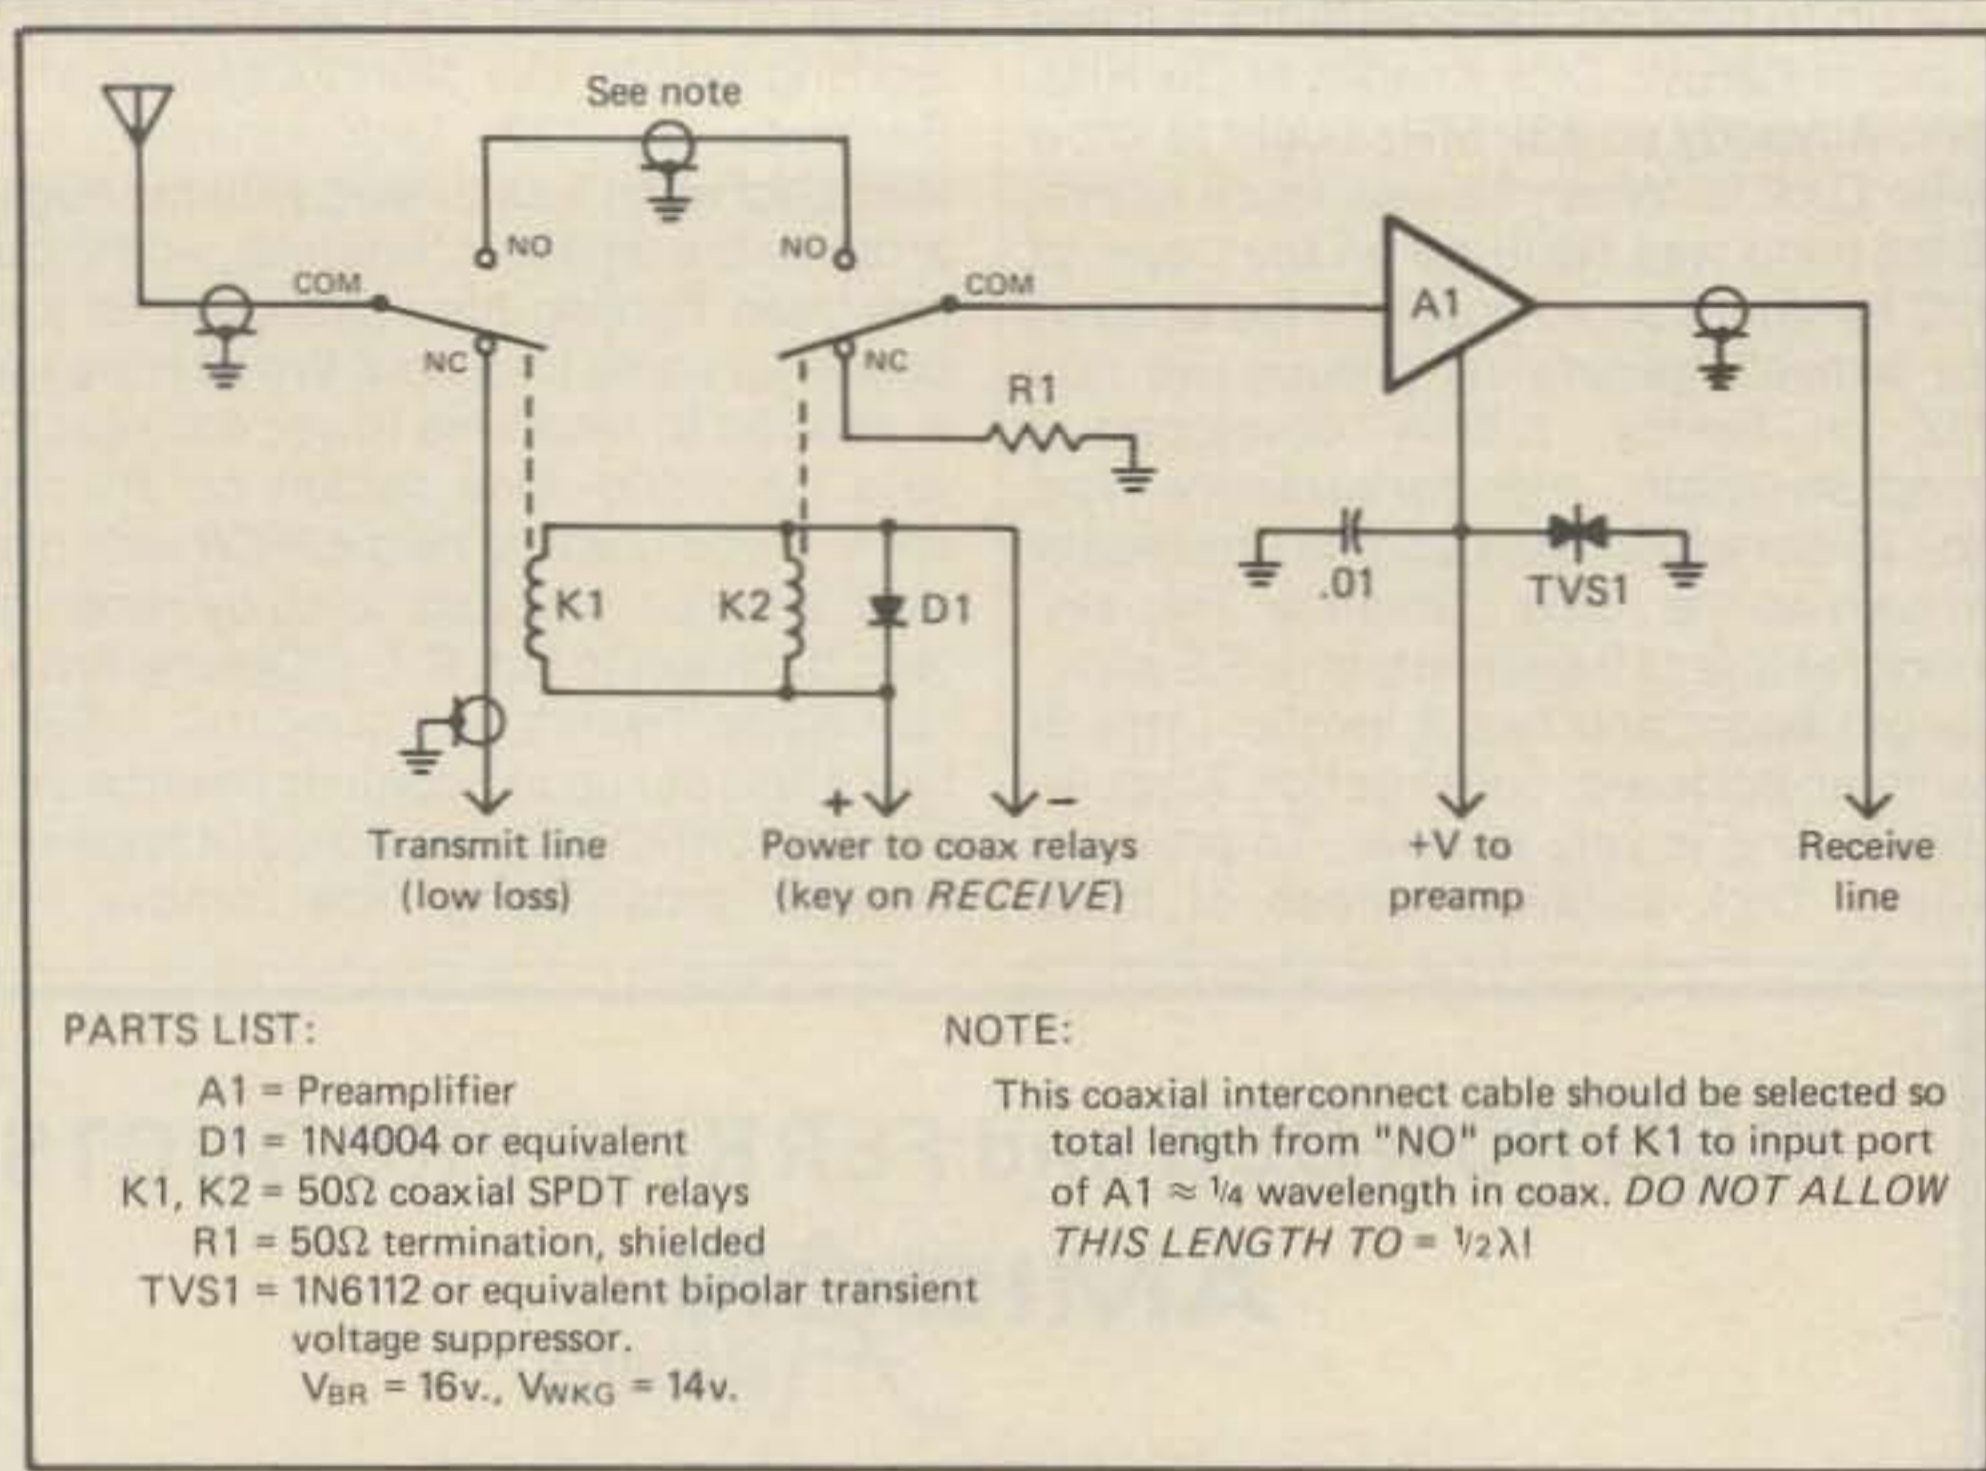 See note
NO
NO
COM
COM
A1
NC
NC
R1
.01
TVS1
K1
K2
D1
+
–
Transmit line
(low loss)
Power to coax relays
(key on RECEIVE)
+V to
preamp
Receive
line
PARTS LIST:
A1 = Preamplifier
D1 = 1N4004 or equivalent
K1, K2 = 50Ω coaxial SPDT relays
R1 = 50Ω termination, shielded
TVS1 = 1N6112 or equivalent bipolar transient
voltage suppressor.
VBR = 16v., VWKG = 14v.
NOTE:
This coaxial interconnect cable should be selected so
total length from "NO" port of K1 to input port
of A1 ≈ ¼ wavelength in coax. DO NOT ALLOW
THIS LENGTH TO = ½λ!